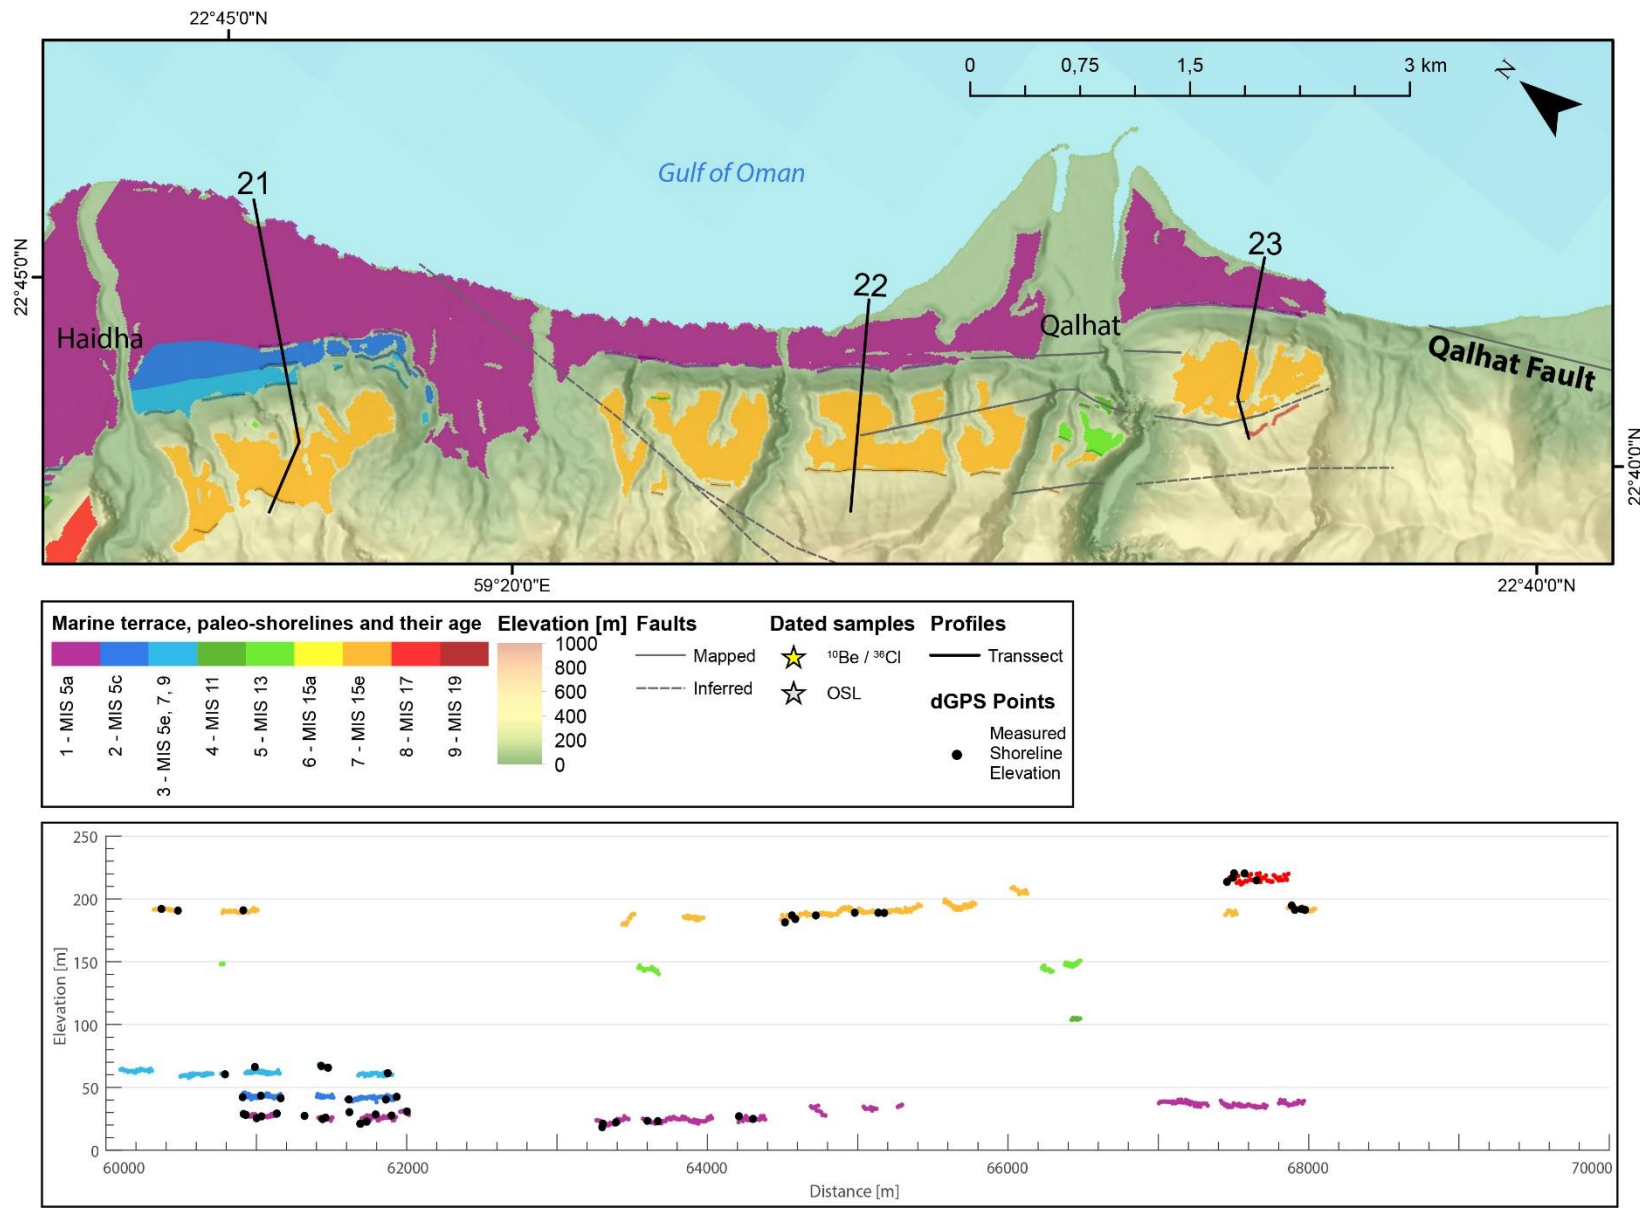 22°45'0"N
0 0,75 1,5 3 km
N
Gulf of Oman
21
22
23
22°45'0"N
Haidha
Qalhat
Qalhat Fault
22°40'0"N
59°20'0"E
22°40'0"N
Marine terrace, paleo-shorelines and their age
1 - MIS 5a
2 - MIS 5c
3 - MIS 5e, 7, 9
4 - MIS 11
5 - MIS 13
6 - MIS 15a
7 - MIS 15e
8 - MIS 17
9 - MIS 19
Elevation [m]
1000
800
600
400
200
0
Faults
Mapped
Inferred
Dated samples
¹⁰Be / ³⁶Cl
OSL
Profiles
Transsect
dGPS Points
Measured
Shoreline
Elevation
250
200
150
100
50
0
Elevation [m]
60000 62000 64000 66000 68000 70000
Distance [m]